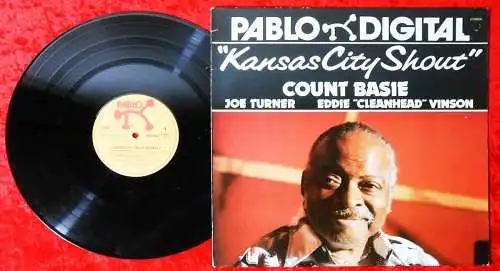 PABLO DIGITAL
"Kansas City Shout"
COUNT BASIE
JOE TURNER EDDIE "CLEANHEAD" VINSON
PABLO